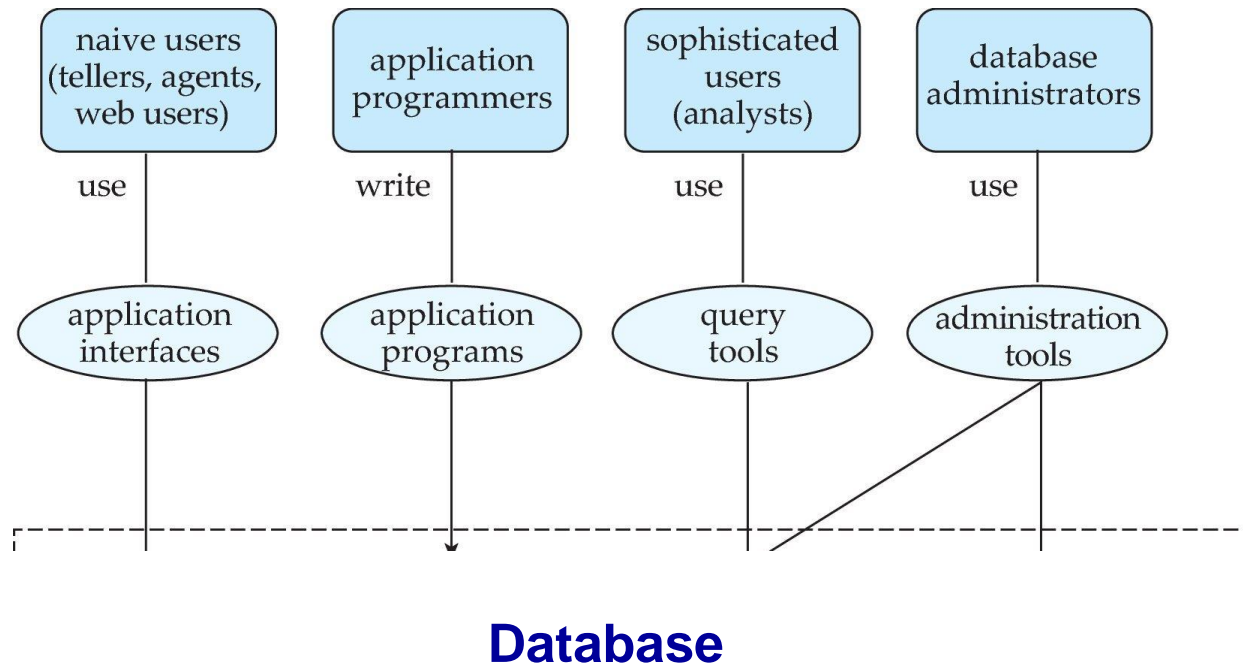 naive users
(tellers, agents,
web users)
application
programmers
sophisticated
users
(analysts)
database
administrators
use
write
use
use
application
interfaces
application
programs
query
tools
administration
tools
Database